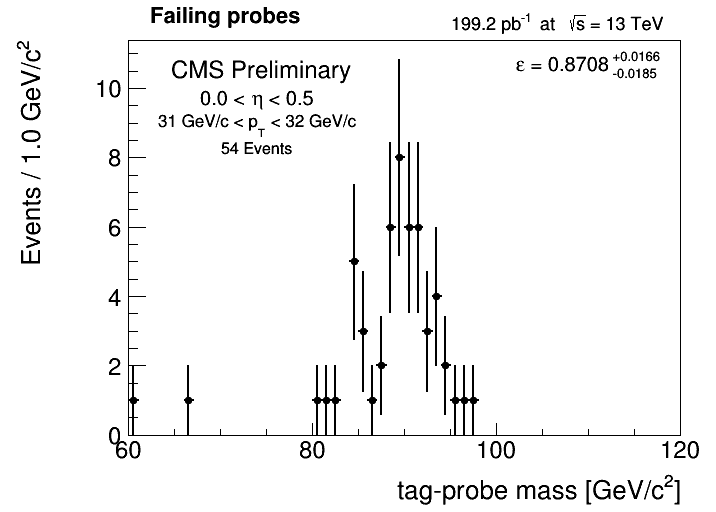 Failing probes
199.2 pb⁻¹ at √s = 13 TeV
CMS Preliminary
0.0 < η < 0.5
31 GeV/c < p_T < 32 GeV/c
54 Events
ε = 0.8708 +0.0166 -0.0185
Events / 1.0 GeV/c²
10
8
6
4
2
0
60 80 100 120
tag-probe mass [GeV/c²]